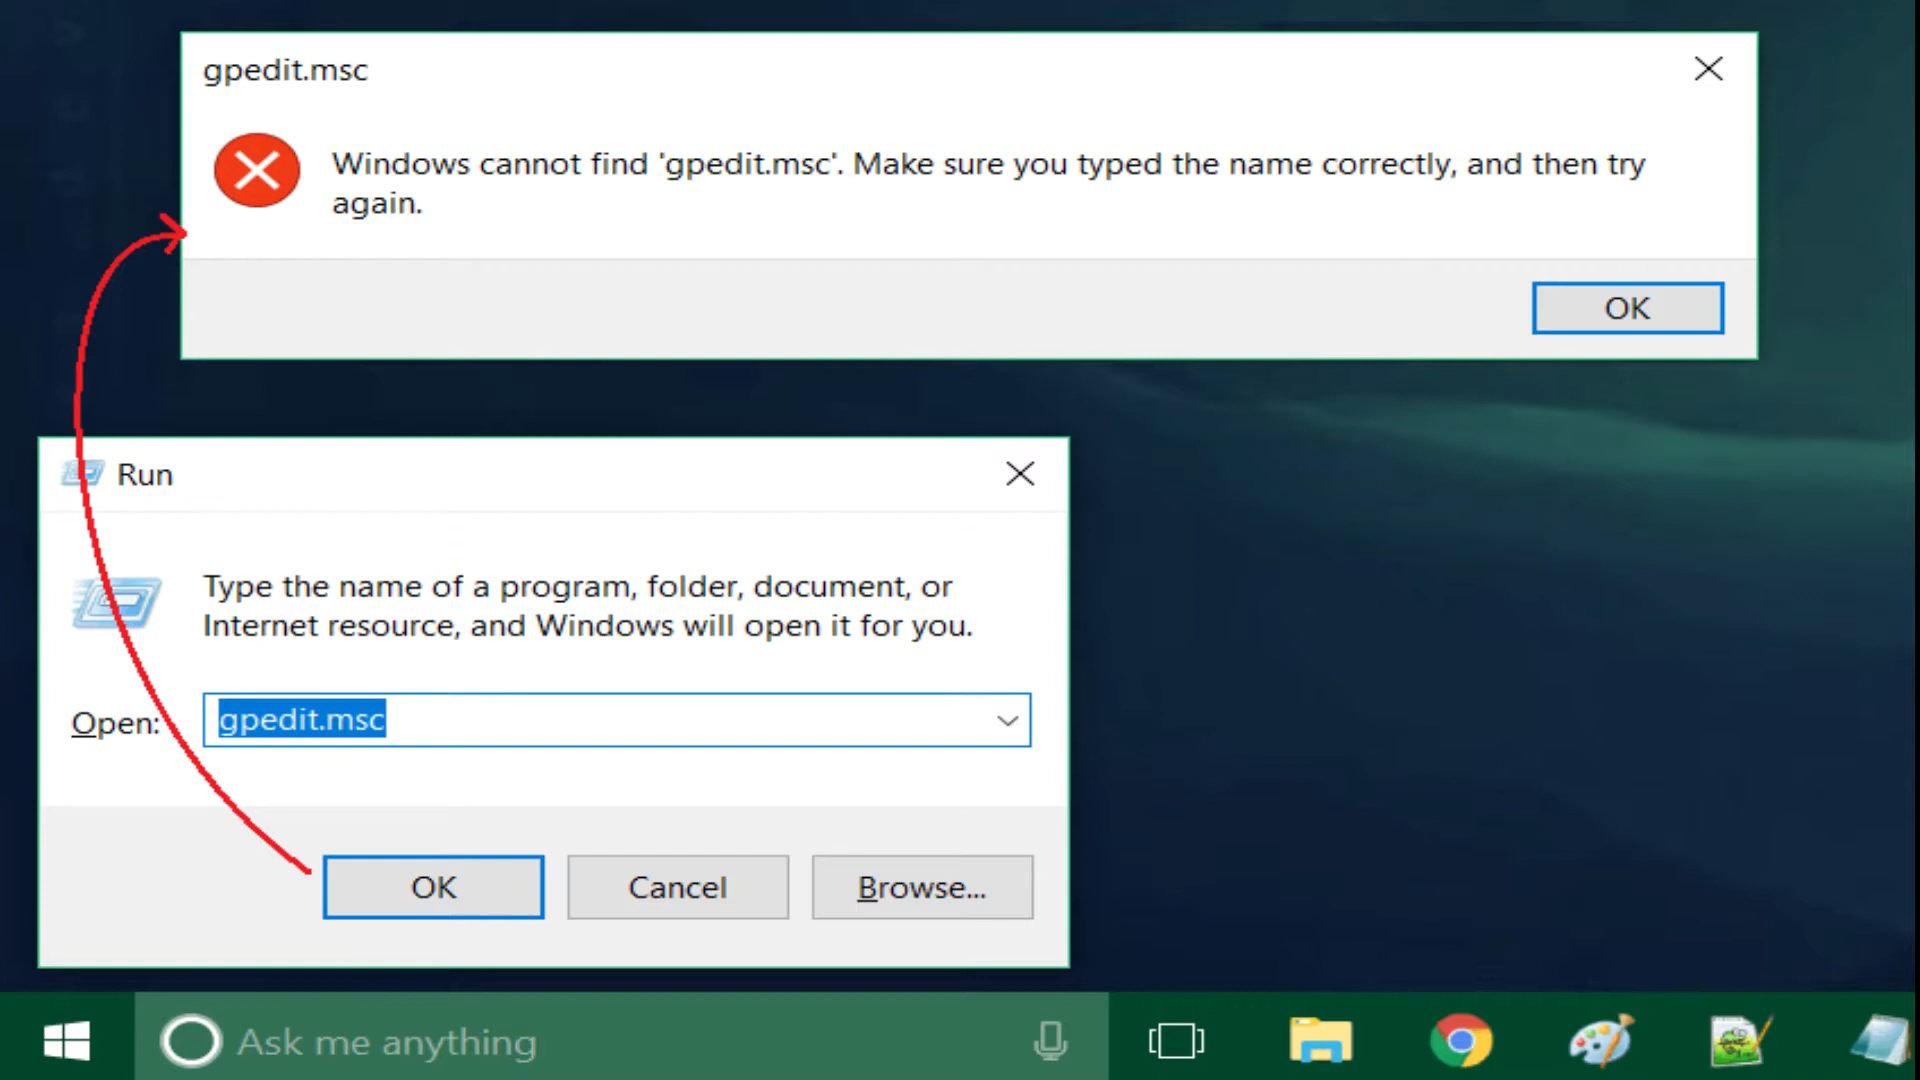 gpedit.msc
Windows cannot find 'gpedit.msc'. Make sure you typed the name correctly, and then try
again.
OK
Run
Type the name of a program, folder, document, or
Internet resource, and Windows will open it for you.
Open: gpedit.msc
OK Cancel Browse...
Ask me anything